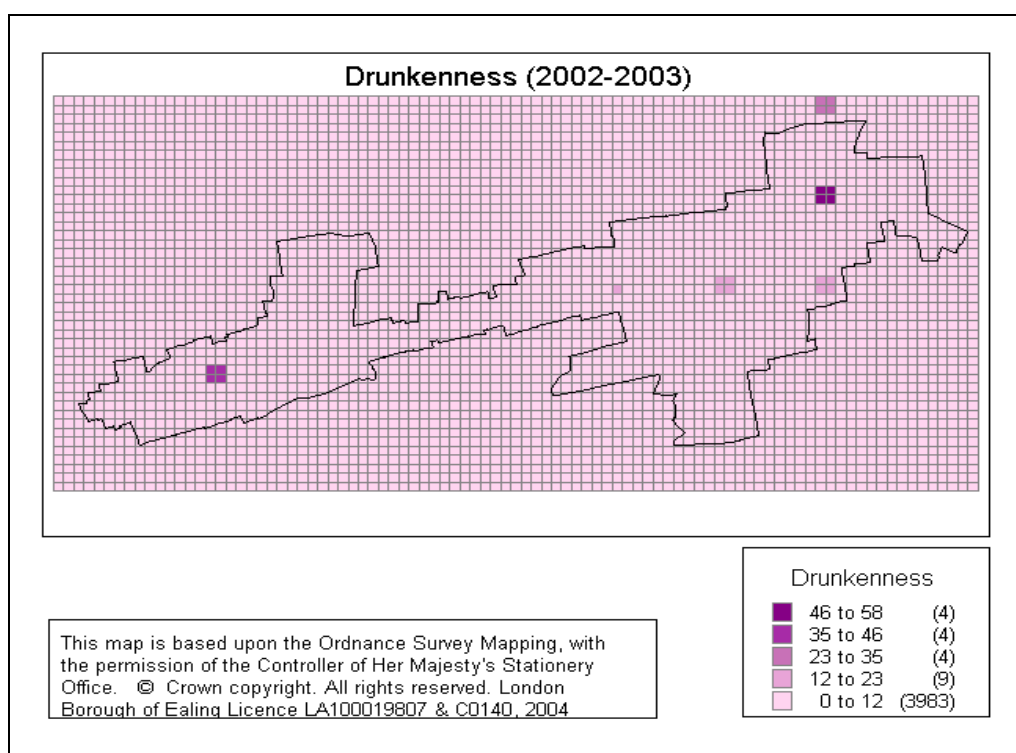 Drunkenness (2002-2003)
Drunkenness
46 to 58 (4)
35 to 46 (4)
23 to 35 (4)
12 to 23 (9)
0 to 12 (3983)
This map is based upon the Ordnance Survey Mapping, with
the permission of the Controller of Her Majesty's Stationery
Office. © Crown copyright. All rights reserved. London
Borough of Ealing Licence LA100019807 & C0140, 2004